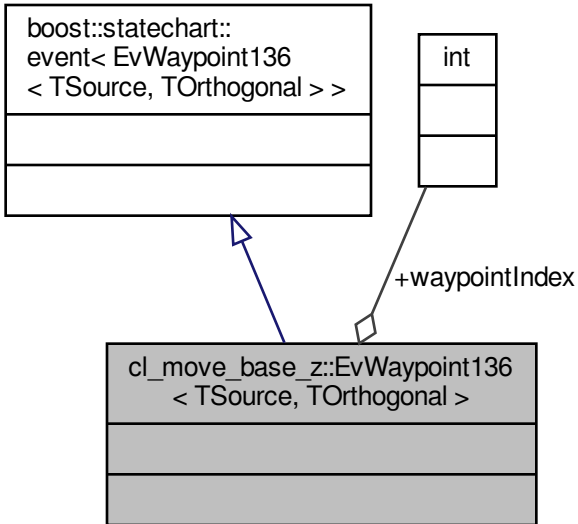 boost::statechart::
event< EvWaypoint136
< TSource, TOrthogonal > >
int
+waypointIndex
cl_move_base_z::EvWaypoint136
< TSource, TOrthogonal >